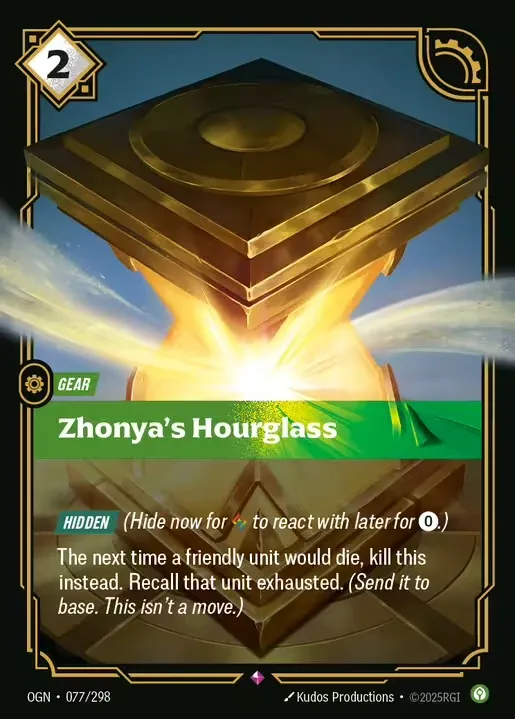 2
GEAR
Zhonya's Hourglass
HIDDEN (Hide now for to react with later for 0.)
The next time a friendly unit would die, kill this
instead. Recall that unit exhausted. (Send it to
base. This isn't a move.)
OGN • 077/298 Kudos Productions • ©2025RGI